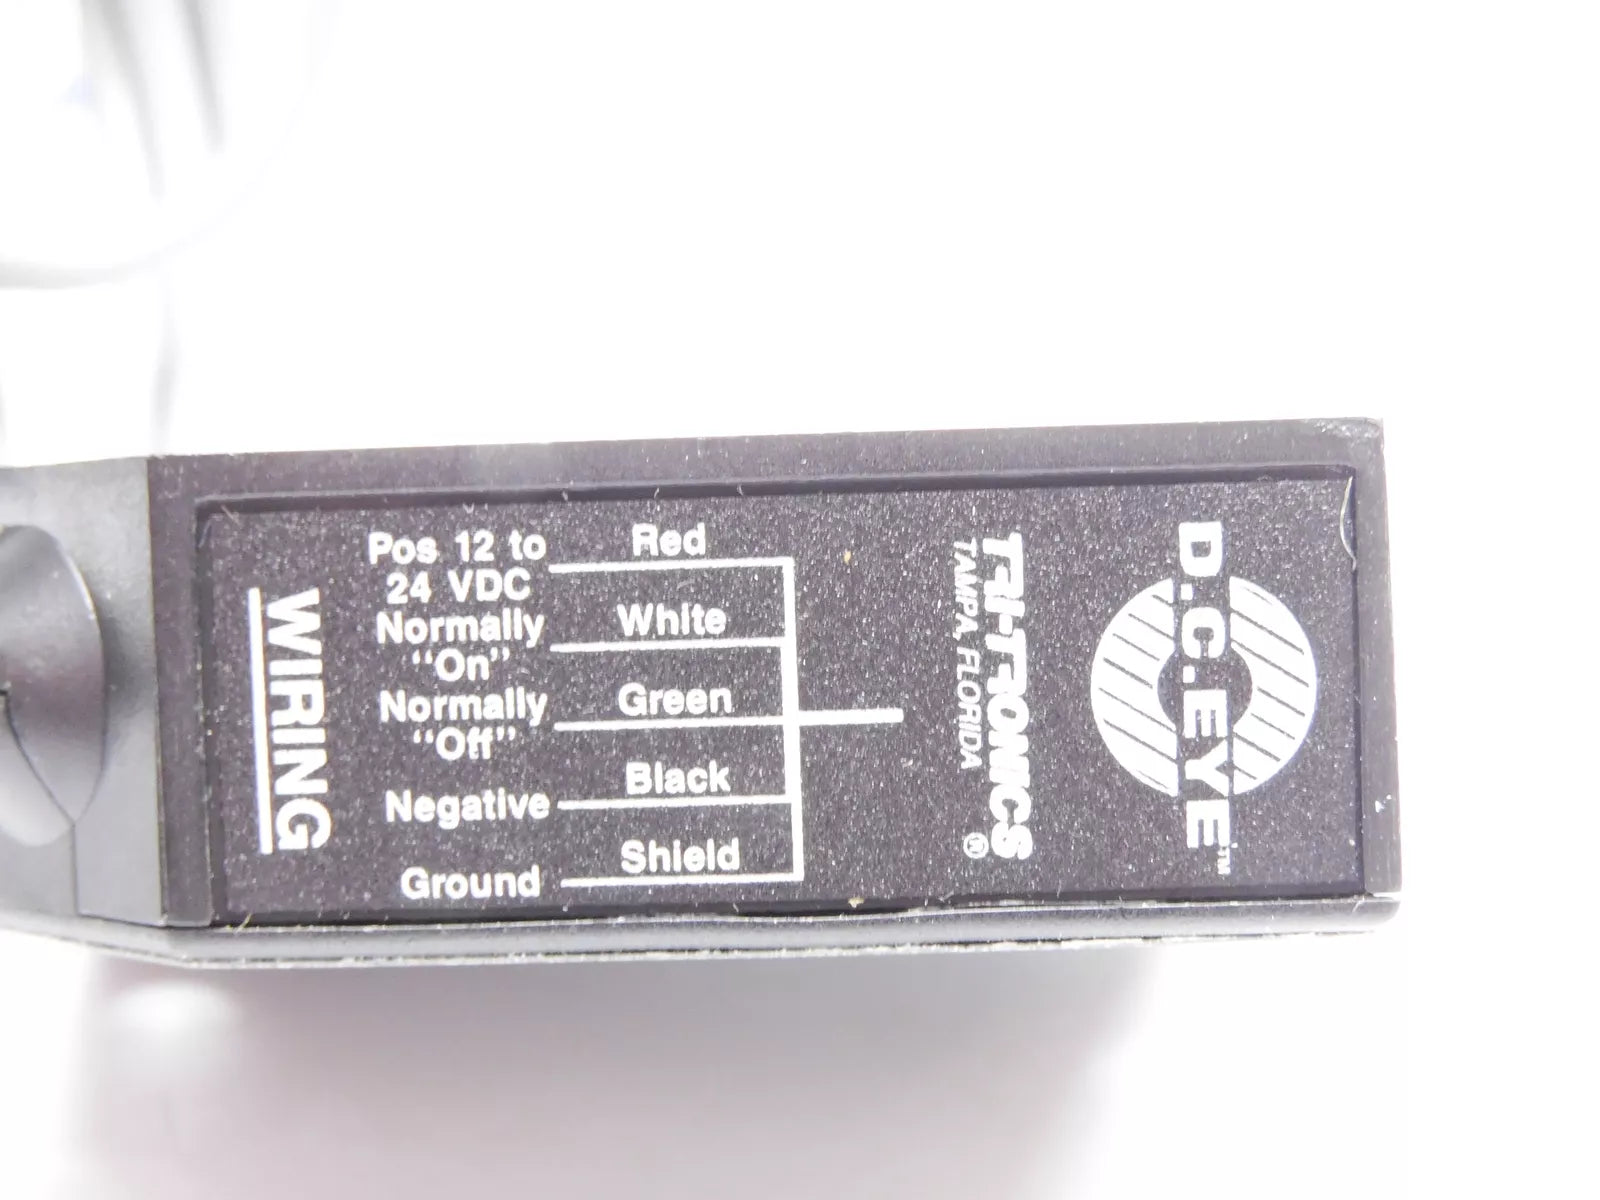 WIRING
Pos 12 to
24 VDC
Red
Normally
"On"
White
Normally
"Off"
Green
Negative
Black
Ground
Shield
TRI-TRONICS®
TAMPA, FLORIDA
D.C.EYE™